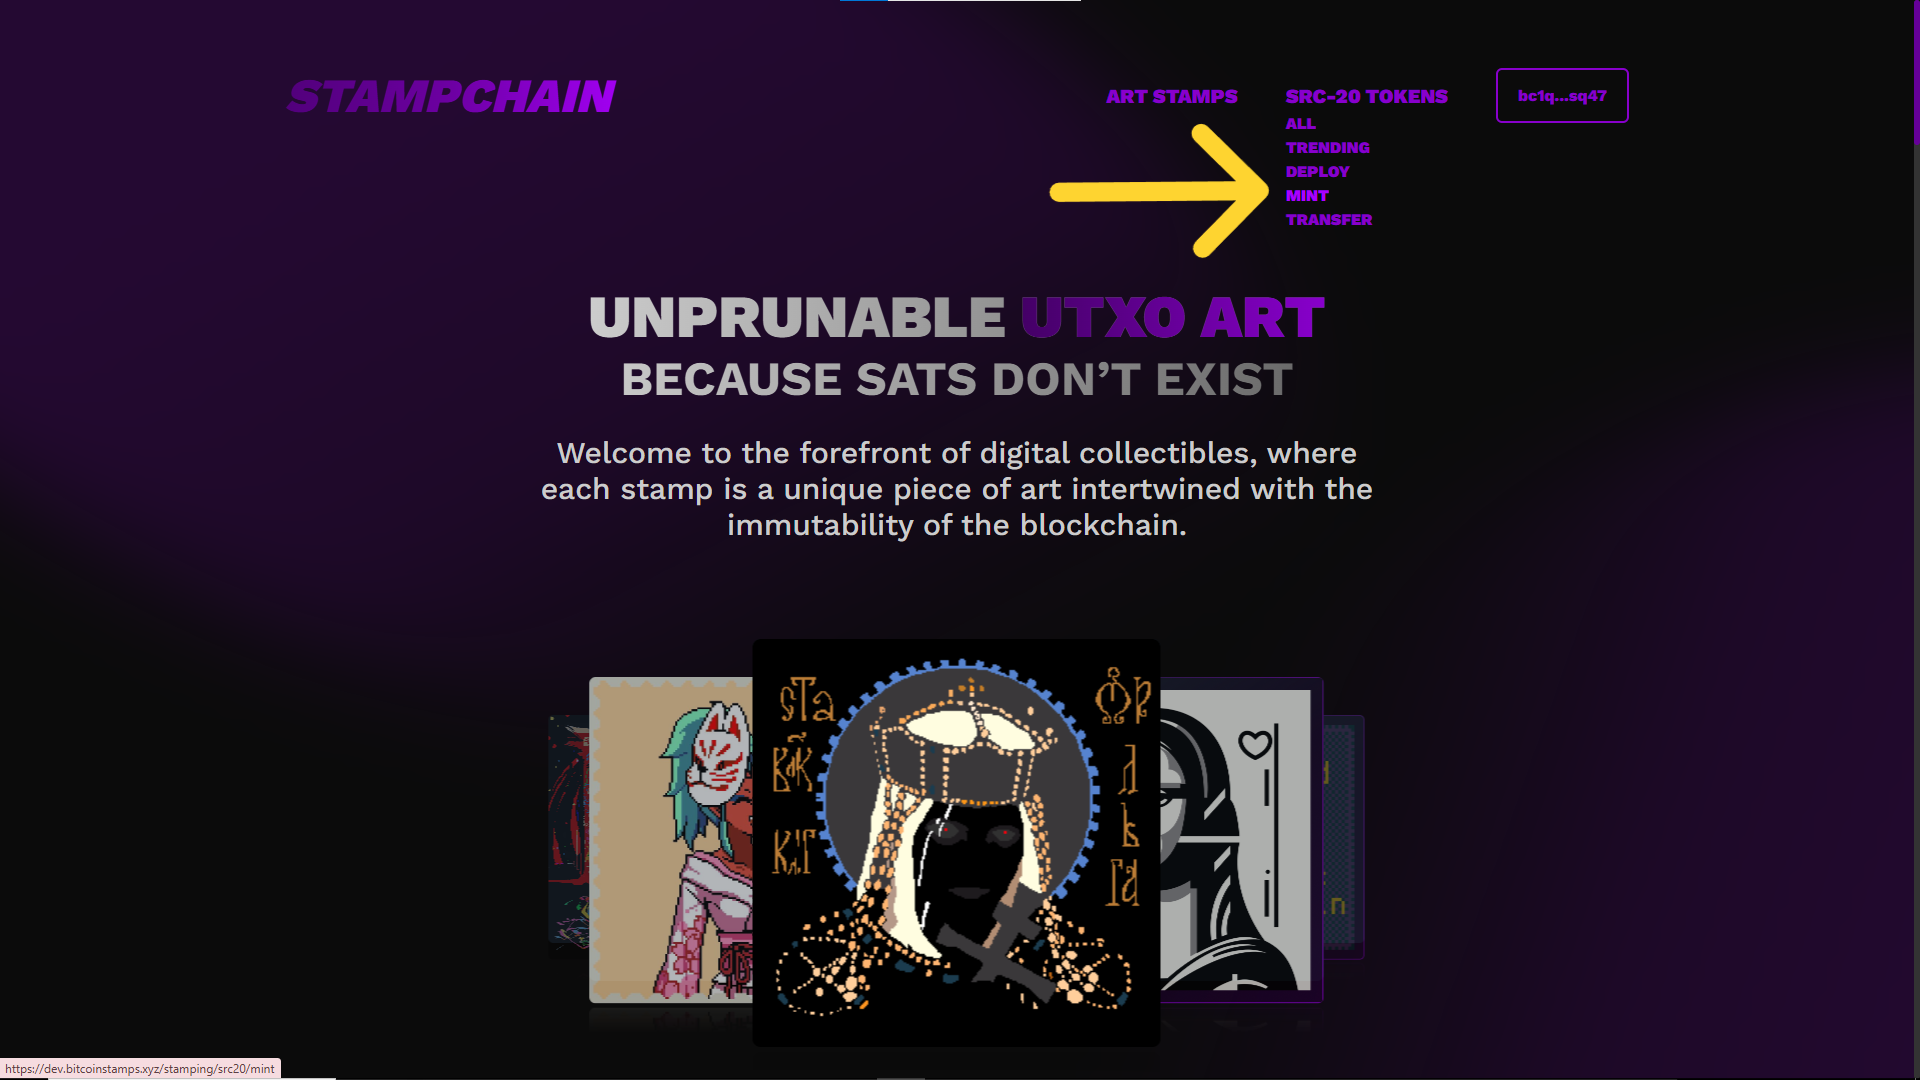 STAMPCHAIN
ART STAMPS
SRC-20 TOKENS
bc1q...sq47
ALL
TRENDING
DEPLOY
MINT
TRANSFER
UNPRUNABLE UTXO ART
BECAUSE SATS DON’T EXIST
Welcome to the forefront of digital collectibles, where
each stamp is a unique piece of art intertwined with the
immutability of the blockchain.
https://dev.bitcoinstamps.xyz/stamping/src20/mint